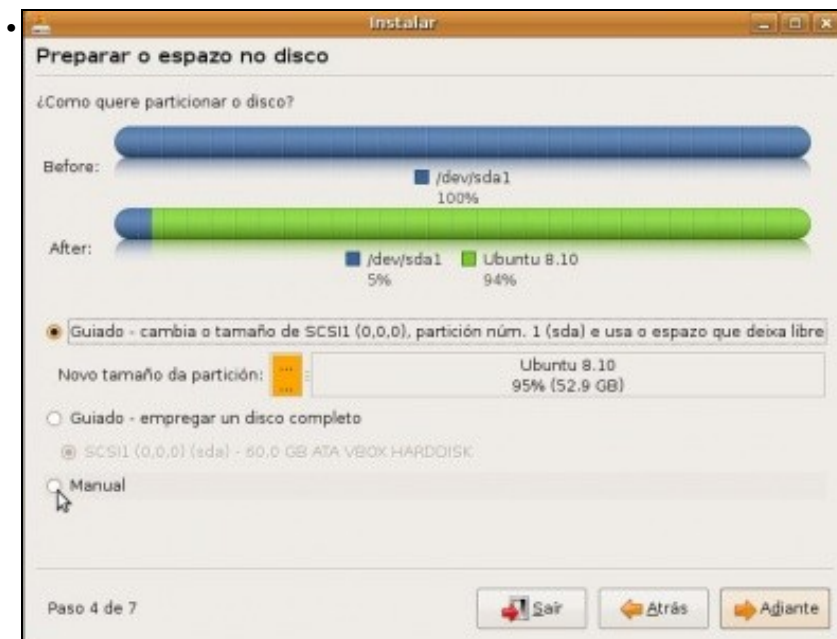 Instalar
Preparar o espazo no disco
¿Como quere particionar o disco?
Before:
/dev/sda1
100%
After:
/dev/sda1 Ubuntu 8.10
5% 94%
Guiado - cambia o tamaño de SCSI1 (0,0,0), partición núm. 1 (sda) e usa o espazo que deixa libre
Novo tamaño da partición: ... Ubuntu 8.10
... 95% (52.9 GB)
Guiado - empregar un disco completo
SCSI1 (0,0,0) (sda) - 60,0 GB ATA VBOX HARDDISK
Manual
Paso 4 de 7 Saír Atrás Adiante